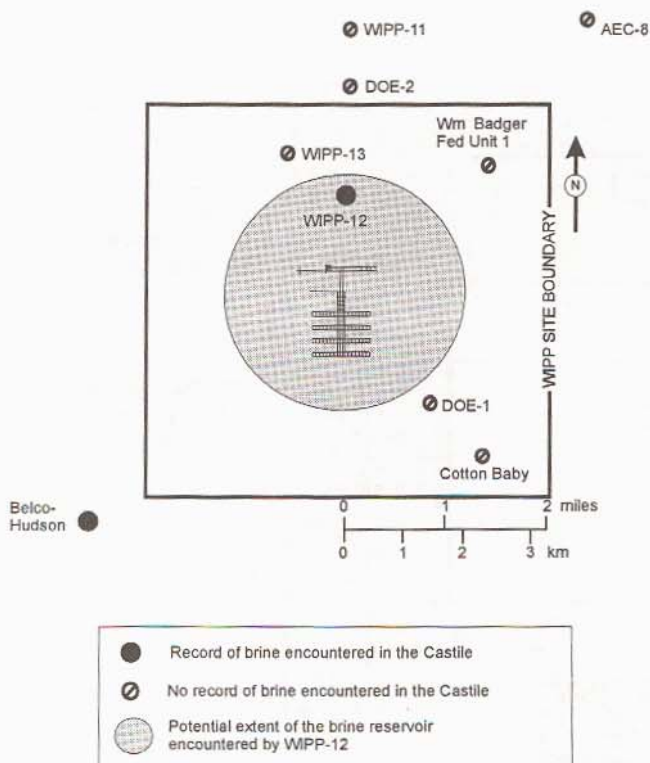 WIPP-11
AEC-8
DOE-2
Wm Badger
Fed Unit 1
WIPP-13
N
WIPP-12
WIPP SITE BOUNDARY
DOE-1
Cotton Baby
Belco-
Hudson
0 1 2 miles
0 1 2 3 km
Record of brine encountered in the Castile
No record of brine encountered in the Castile
Potential extent of the brine reservoir
encountered by WIPP-12